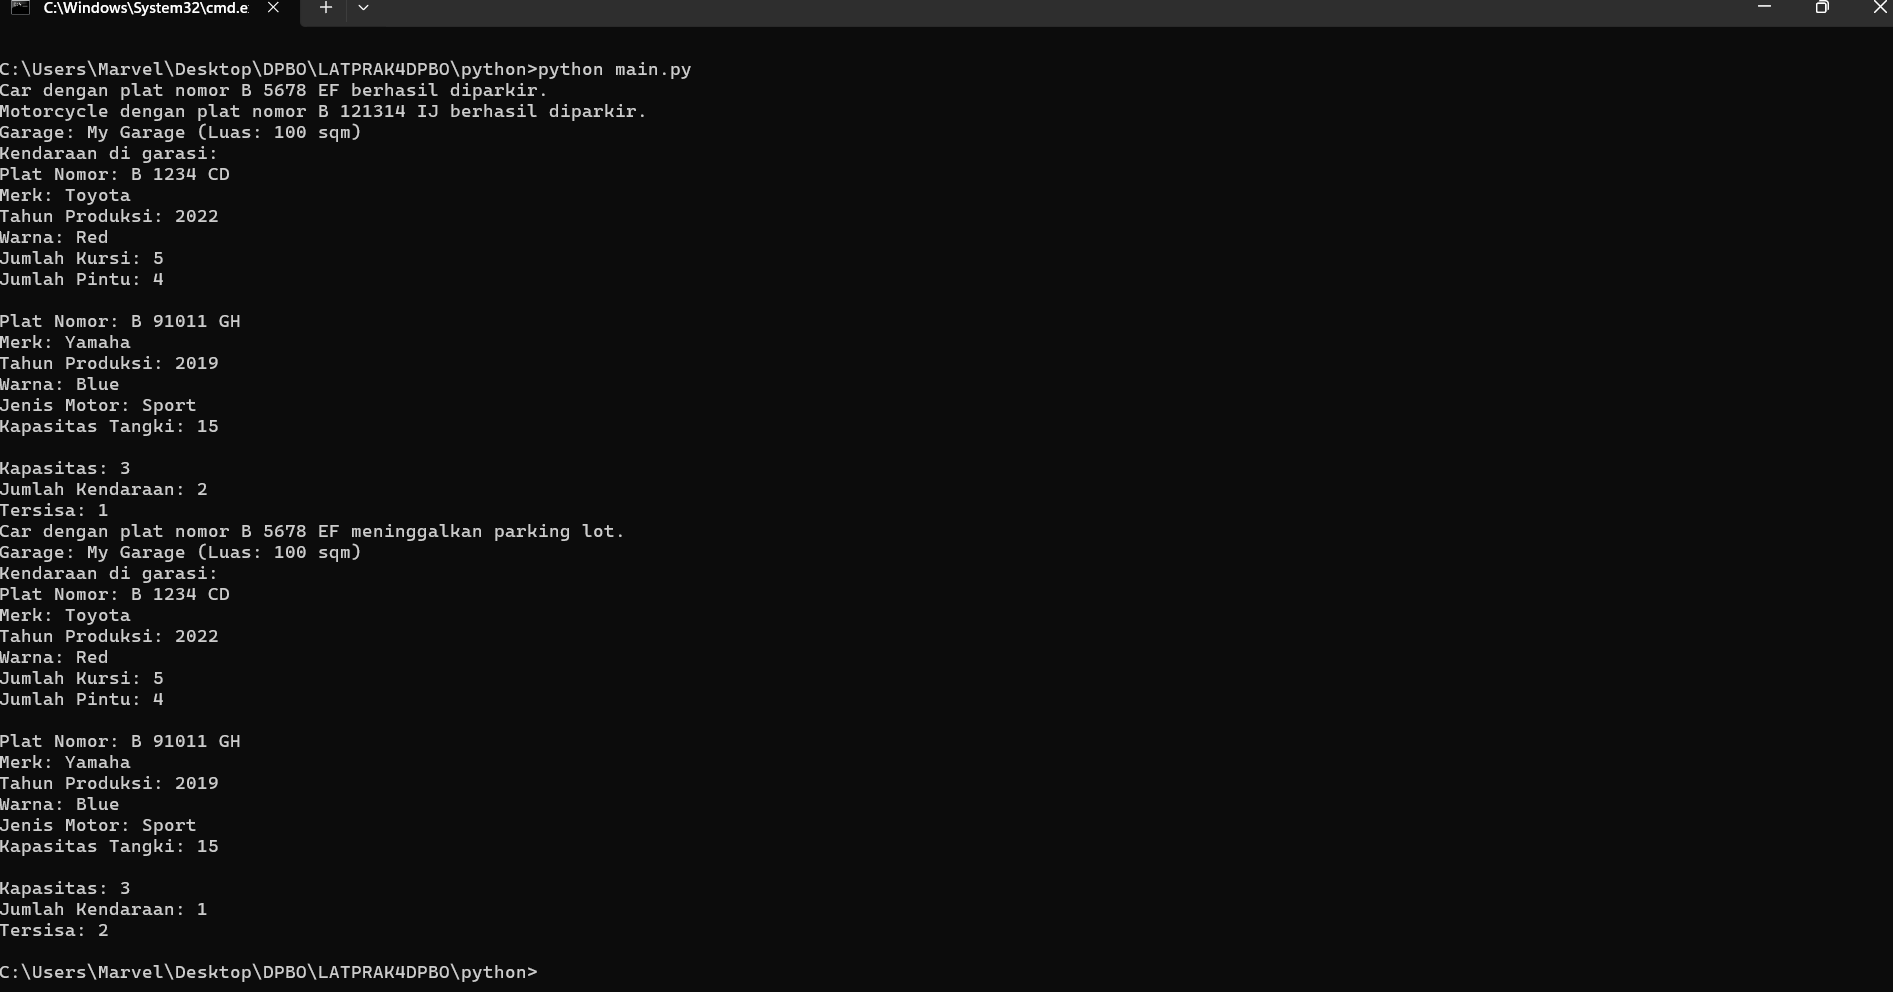 C:\Windows\System32\cmd.e
C:\Users\Marvel\Desktop\DPBO\LATPRAK4DPBO\python>python main.py
Car dengan plat nomor B 5678 EF berhasil diparkir.
Motorcycle dengan plat nomor B 121314 IJ berhasil diparkir.
Garage: My Garage (Luas: 100 sqm)
Kendaraan di garasi:
Plat Nomor: B 1234 CD
Merk: Toyota
Tahun Produksi: 2022
Warna: Red
Jumlah Kursi: 5
Jumlah Pintu: 4
Plat Nomor: B 91011 GH
Merk: Yamaha
Tahun Produksi: 2019
Warna: Blue
Jenis Motor: Sport
Kapasitas Tangki: 15
Kapasitas: 3
Jumlah Kendaraan: 2
Tersisa: 1
Car dengan plat nomor B 5678 EF meninggalkan parking lot.
Garage: My Garage (Luas: 100 sqm)
Kendaraan di garasi:
Plat Nomor: B 1234 CD
Merk: Toyota
Tahun Produksi: 2022
Warna: Red
Jumlah Kursi: 5
Jumlah Pintu: 4
Plat Nomor: B 91011 GH
Merk: Yamaha
Tahun Produksi: 2019
Warna: Blue
Jenis Motor: Sport
Kapasitas Tangki: 15
Kapasitas: 3
Jumlah Kendaraan: 1
Tersisa: 2
C:\Users\Marvel\Desktop\DPBO\LATPRAK4DPBO\python>